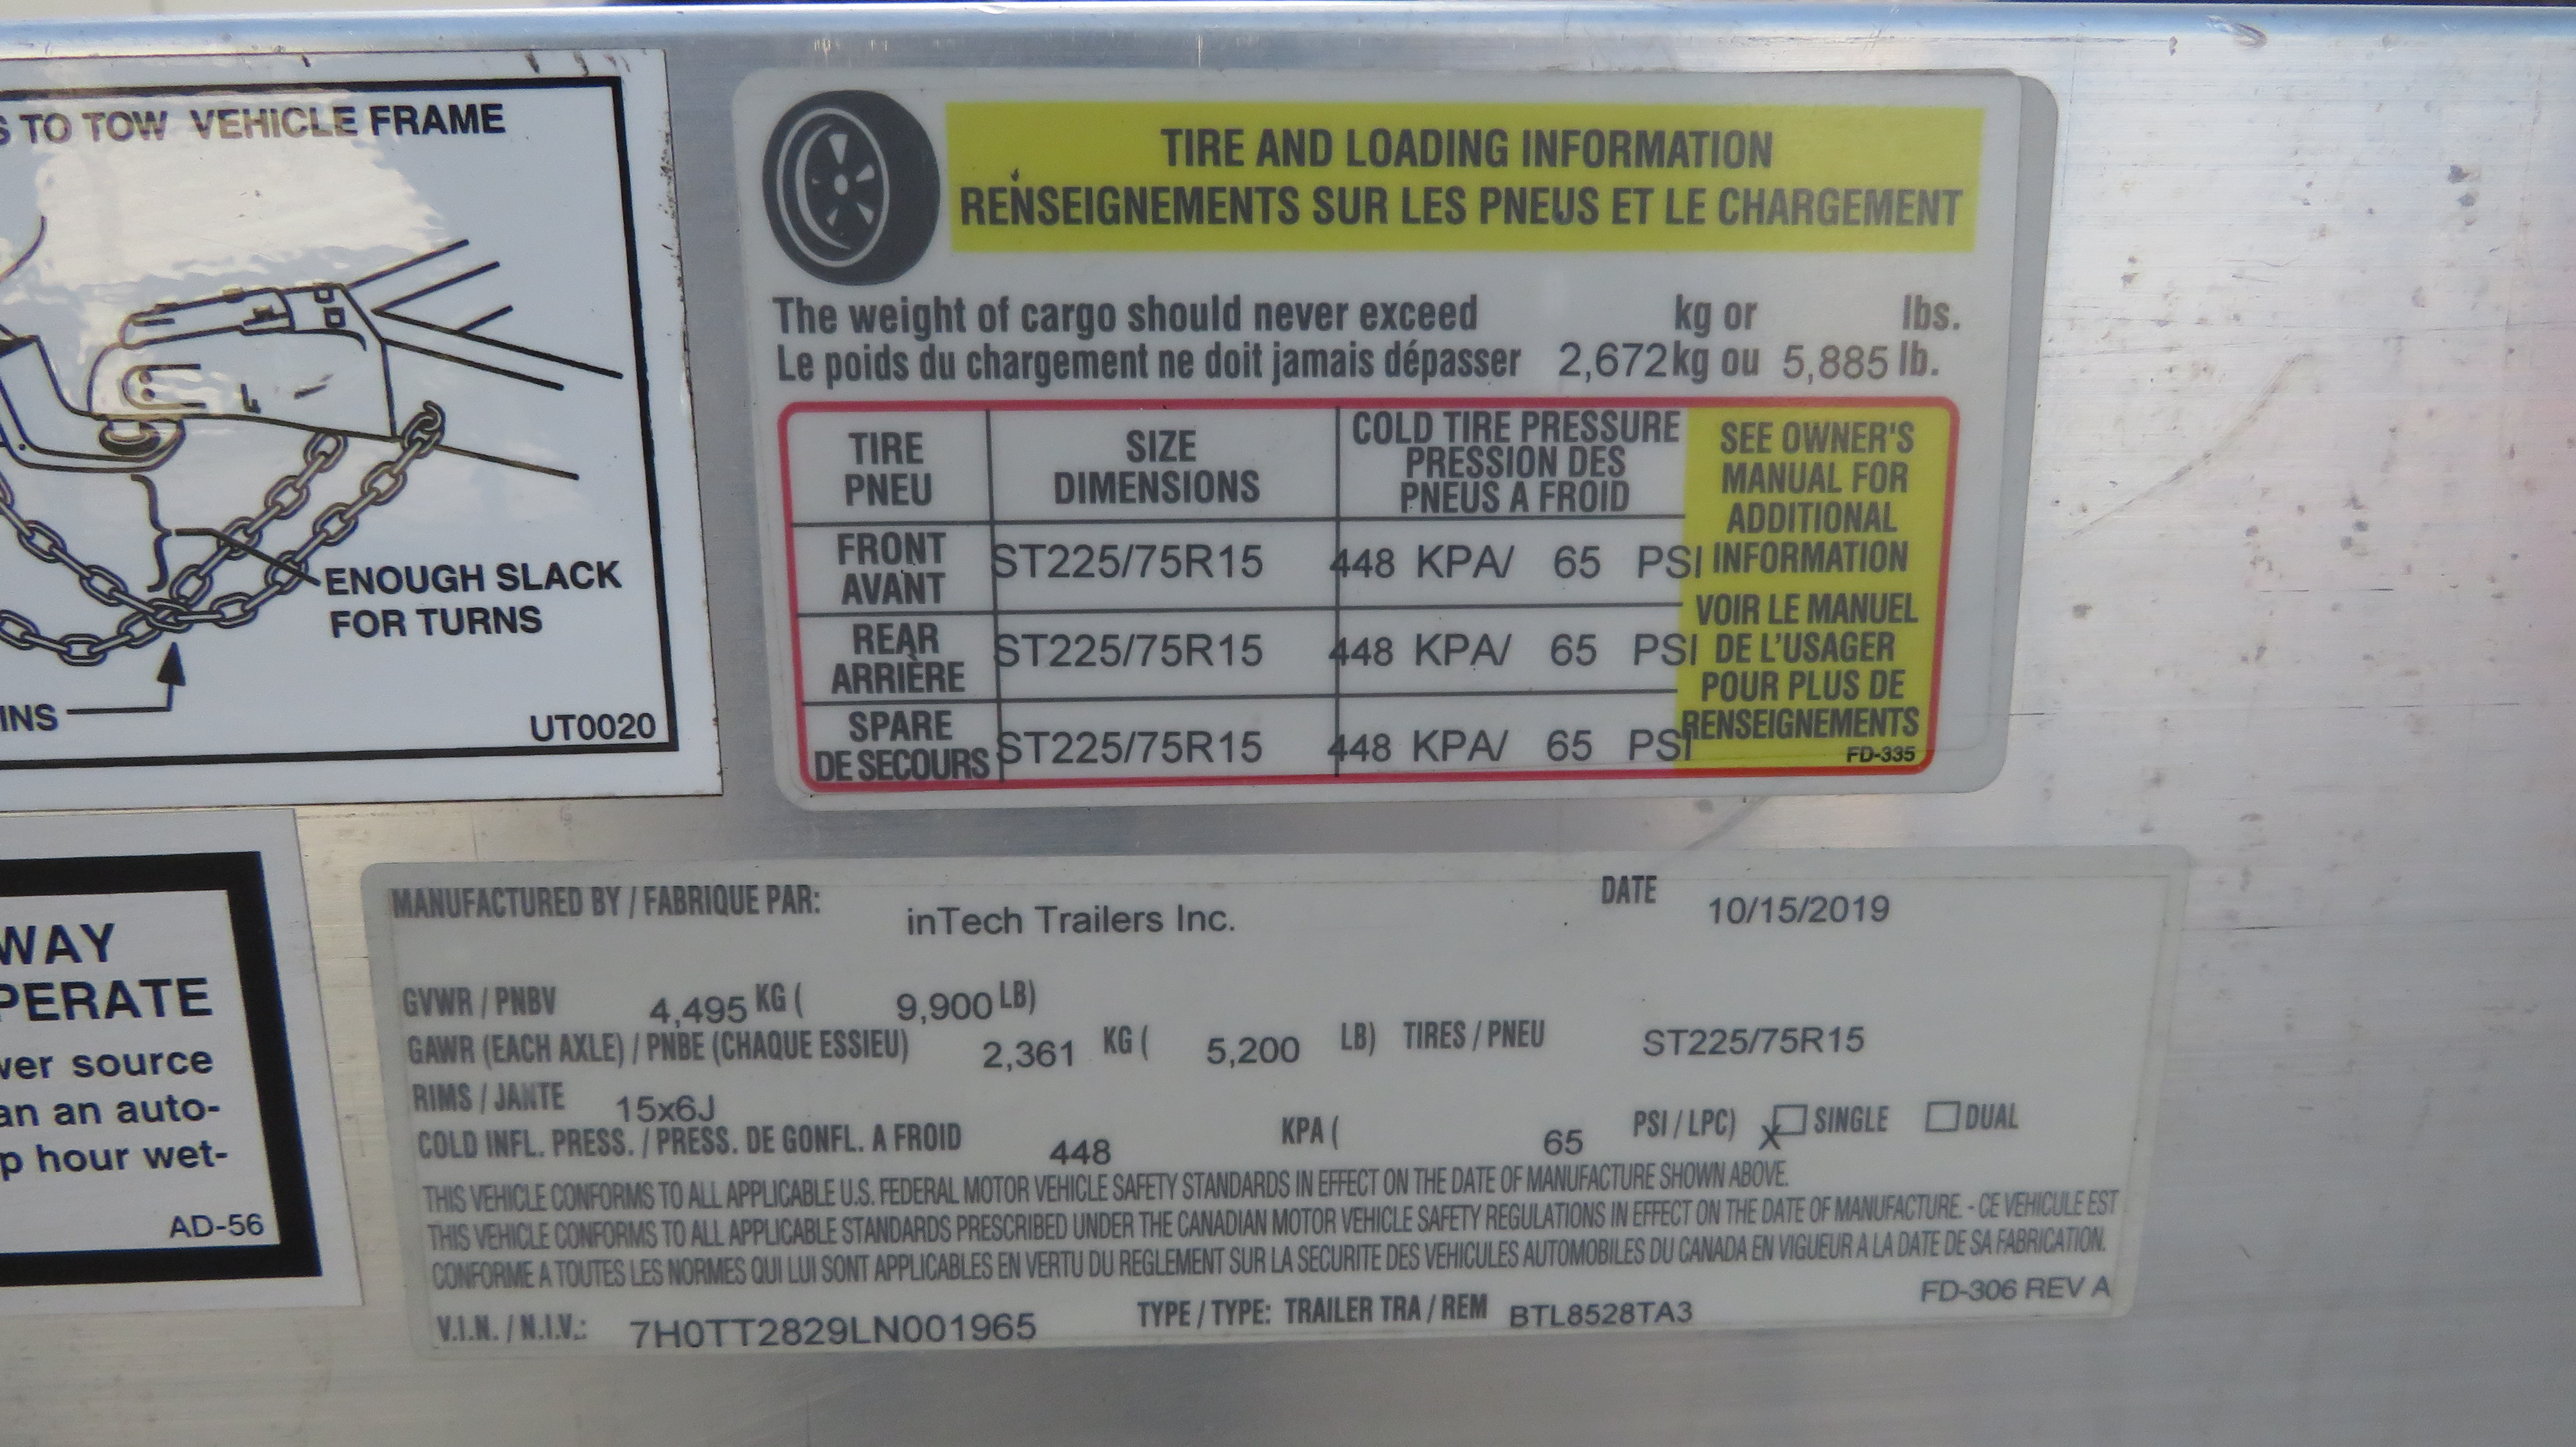 S TO TOW VEHICLE FRAME
ENOUGH SLACK
FOR TURNS
INS
UT0020
TIRE AND LOADING INFORMATION
RENSEIGNEMENTS SUR LES PNEUS ET LE CHARGEMENT
The weight of cargo should never exceed kg or lbs.
Le poids du chargement ne doit jamais dépasser 2,672 kg ou 5,885 lb.
TIRE
PNEU
SIZE
DIMENSIONS
COLD TIRE PRESSURE
PRESSION DES
PNEUS A FROID
FRONT
AVANT
ST225/75R15 448 KPA/ 65 PSI
REAR
ARRIÈRE
ST225/75R15 448 KPA/ 65 PSI
SPARE
DE SECOURS
ST225/75R15 448 KPA/ 65 PSI
SEE OWNER'S
MANUAL FOR
ADDITIONAL
INFORMATION
VOIR LE MANUEL
DE L'USAGER
POUR PLUS DE
RENSEIGNEMENTS
FD-335
WAY
PERATE
wer source
an an auto-
p hour wet-
AD-56
MANUFACTURED BY / FABRIQUE PAR: inTech Trailers Inc. DATE 10/15/2019
GVWR / PNBV 4,495 KG ( 9,900 LB)
GAWR (EACH AXLE) / PNBE (CHAQUE ESSIEU) 2,361 KG ( 5,200 LB) TIRES / PNEU ST225/75R15
RIMS / JANTE 15x6J
COLD INFL. PRESS. / PRESS. DE GONFL. A FROID 448 KPA ( 65 PSI / LPC) X SINGLE DUAL
THIS VEHICLE CONFORMS TO ALL APPLICABLE U.S. FEDERAL MOTOR VEHICLE SAFETY STANDARDS IN EFFECT ON THE DATE OF MANUFACTURE SHOWN ABOVE.
THIS VEHICLE CONFORMS TO ALL APPLICABLE STANDARDS PRESCRIBED UNDER THE CANADIAN MOTOR VEHICLE SAFETY REGULATIONS IN EFFECT ON THE DATE OF MANUFACTURE. - CE VEHICULE EST
CONFORME A TOUTES LES NORMES QUI LUI SONT APPLICABLES EN VERTU DU REGLEMENT SUR LA SECURITE DES VEHICULES AUTOMOBILES DU CANADA EN VIGUEUR A LA DATE DE SA FABRICATION.
FD-306 REV A
V.I.N. / N.I.V.: 7H0TT2829LN001965 TYPE / TYPE: TRAILER TRA / REM BTL8528TA3